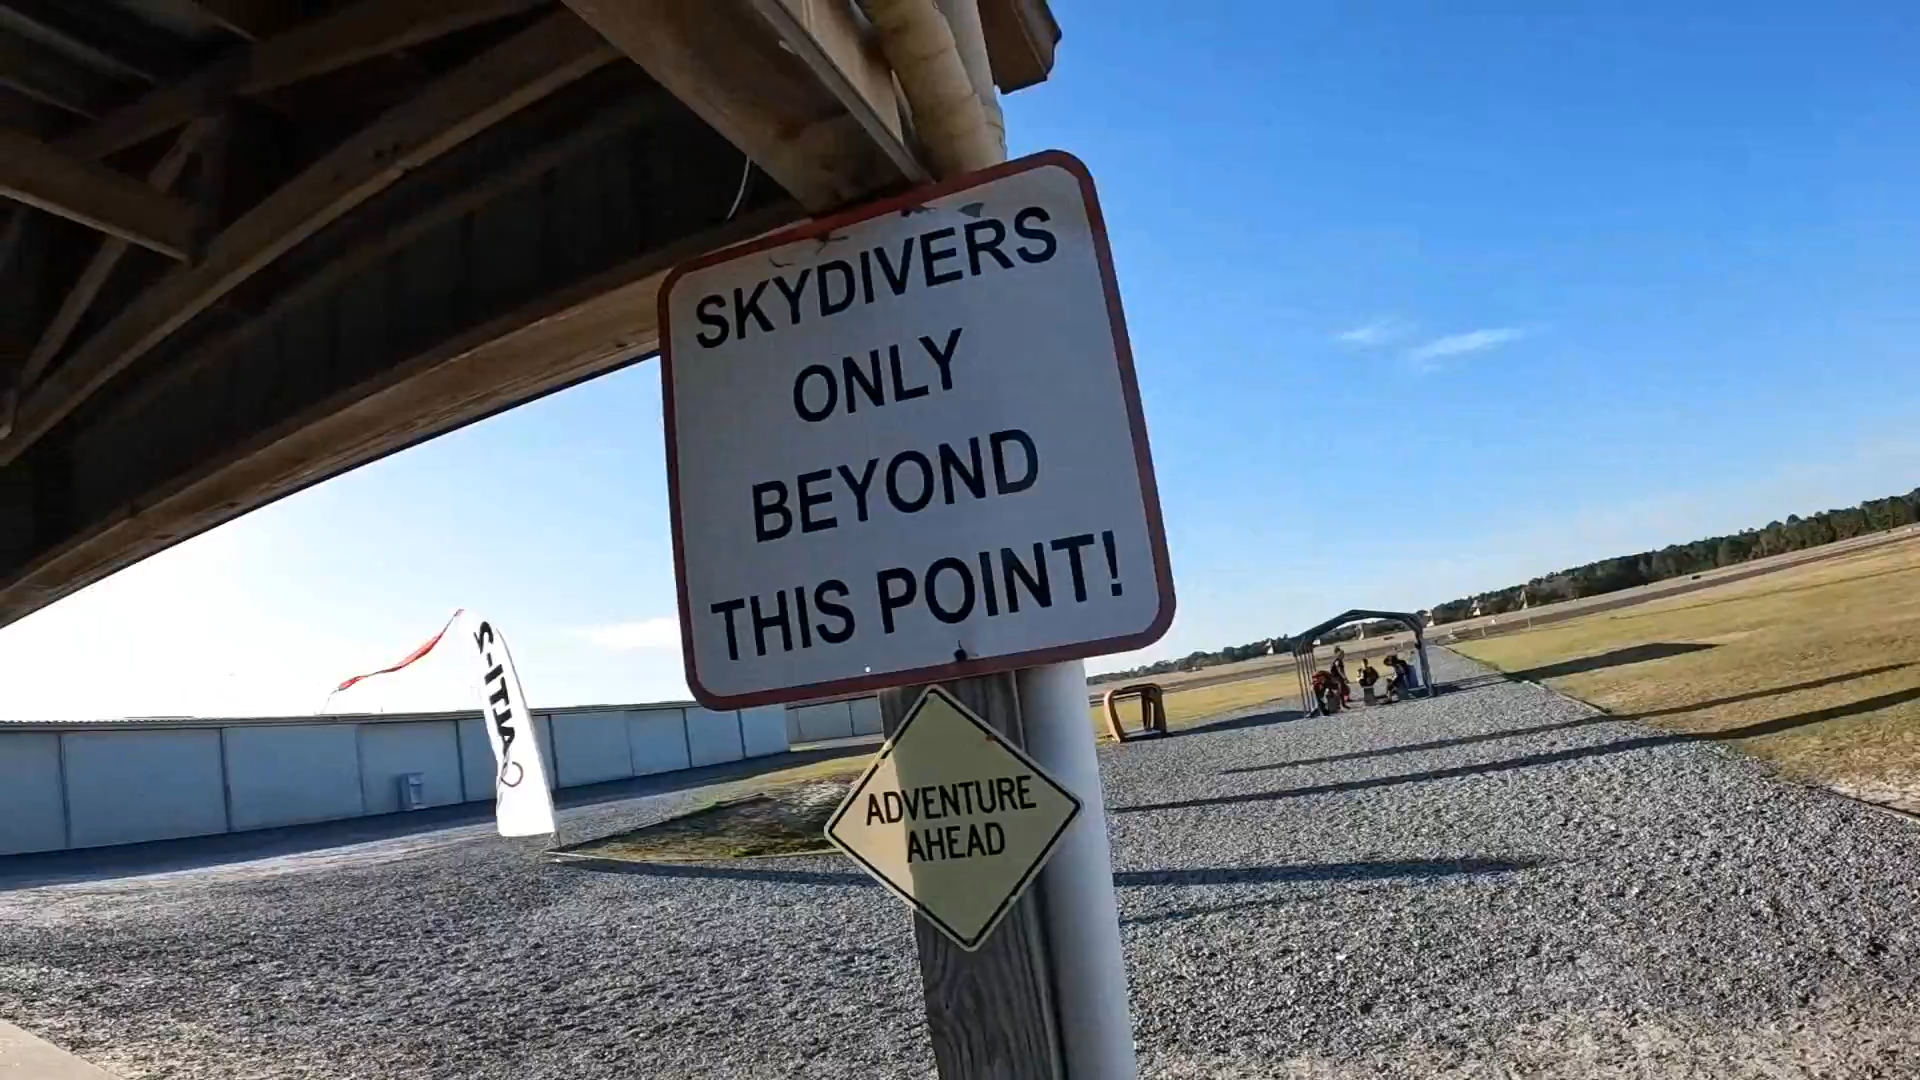 SKYDIVERS
ONLY
BEYOND
THIS POINT!
ADVENTURE
AHEAD